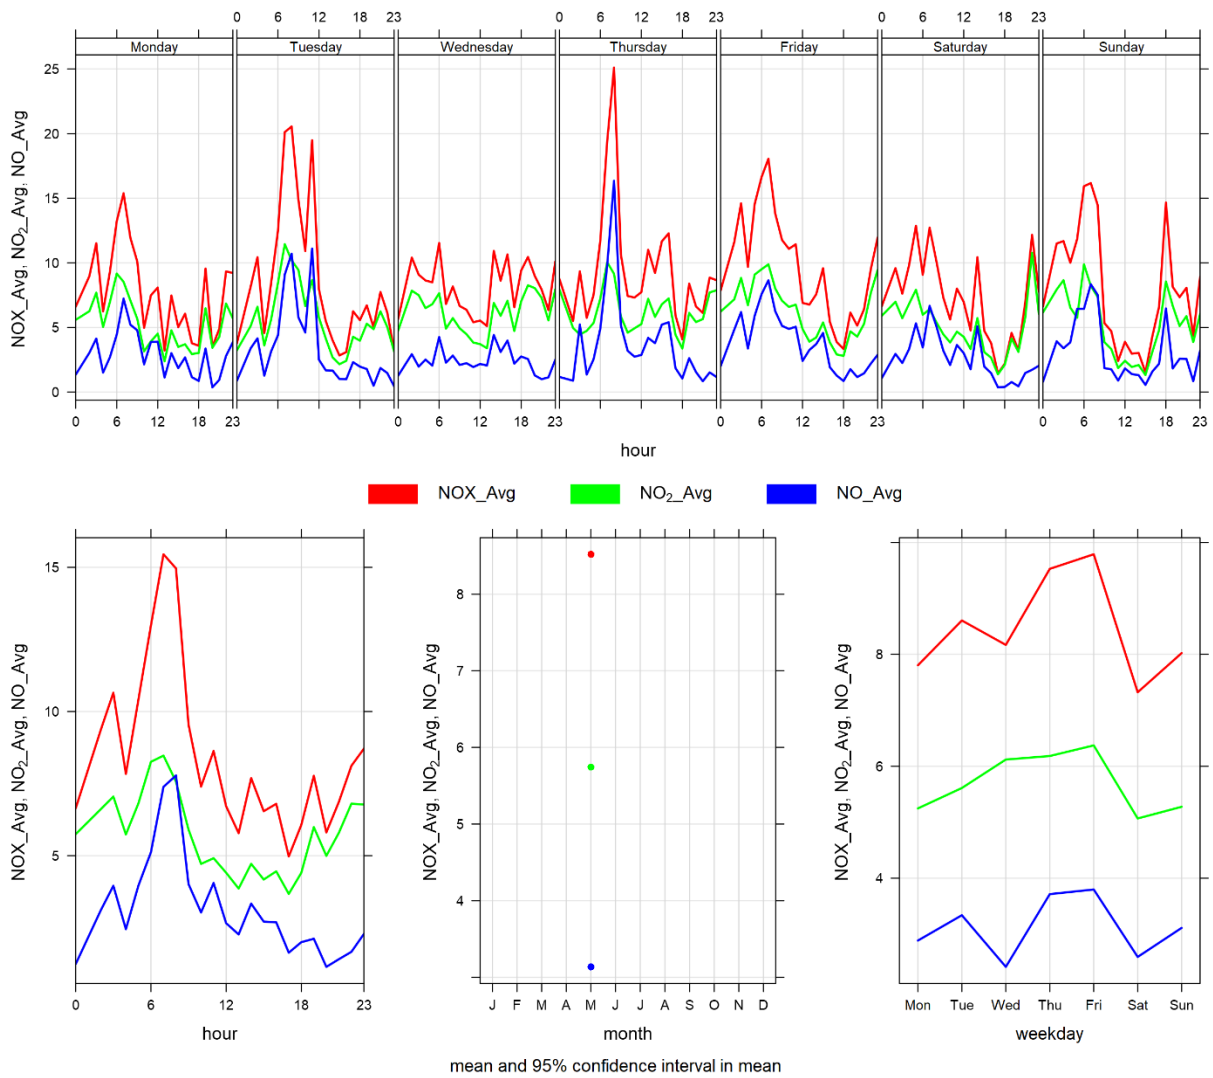 0 6 12 18 23 0 6 12 18 23 0 6 12 18 23
Monday Tuesday Wednesday Thursday Friday Saturday Sunday
NOX_Avg, NO₂_Avg, NO_Avg
25
20
15
10
5
0
0 6 12 18 23 0 6 12 18 23 0 6 12 18 23 0 6 12 18 23
hour
NOX_Avg NO₂_Avg NO_Avg
NOX_Avg, NO₂_Avg, NO_Avg
15
10
5
0 6 12 18 23
hour
NOX_Avg, NO₂_Avg, NO_Avg
8
7
6
5
4
J F M A M J J A S O N D
month
NOX_Avg, NO₂_Avg, NO_Avg
8
6
4
Mon Tue Wed Thu Fri Sat Sun
weekday
mean and 95% confidence interval in mean